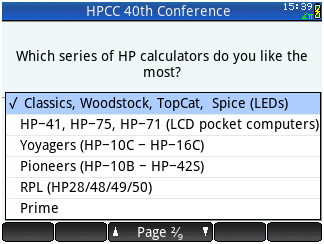 HPCC 40th Conference
15:39
Which series of HP calculators do you like the
most?
✓ Classics, Woodstock, TopCat, Spice (LEDs)
HP-41, HP-75, HP-71 (LCD pocket computers)
Voyagers (HP-10C - HP-16C)
Pioneers (HP-10B - HP-42S)
RPL (HP28/48/49/50)
Prime
Page 2/9